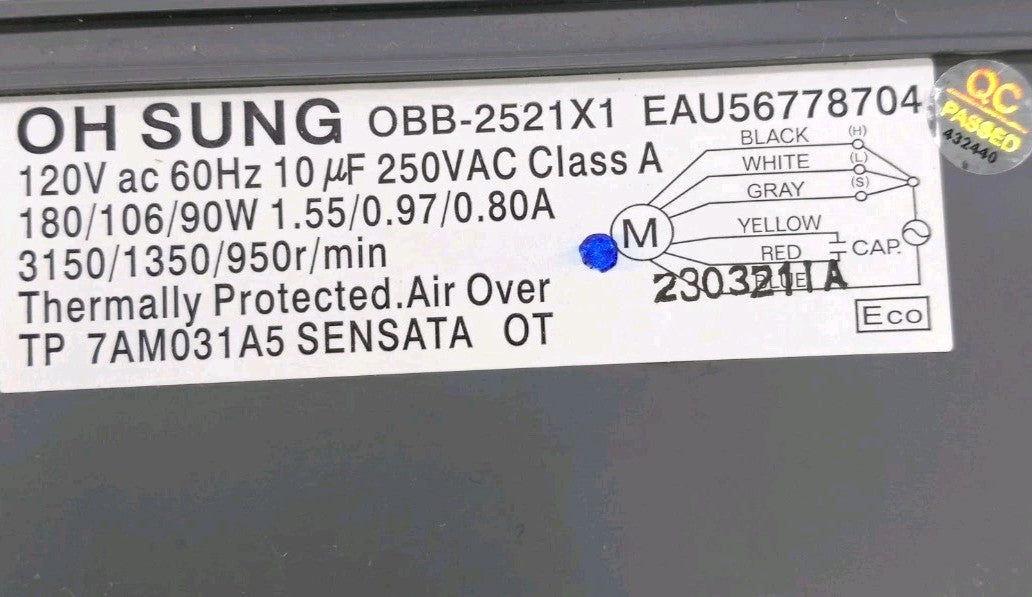 OH SUNG OBB-2521X1 EAU56778704
120V ac 60Hz 10 μF 250VAC Class A
180/106/90W 1.55/0.97/0.80A
3150/1350/950r/min
Thermally Protected.Air Over
TP 7AM031A5 SENSATA OT
BLACK (H)
WHITE (L)
GRAY (S)
M
YELLOW
RED CAP.
BLUE
2303211A
Eco
QC
PASSED
432440